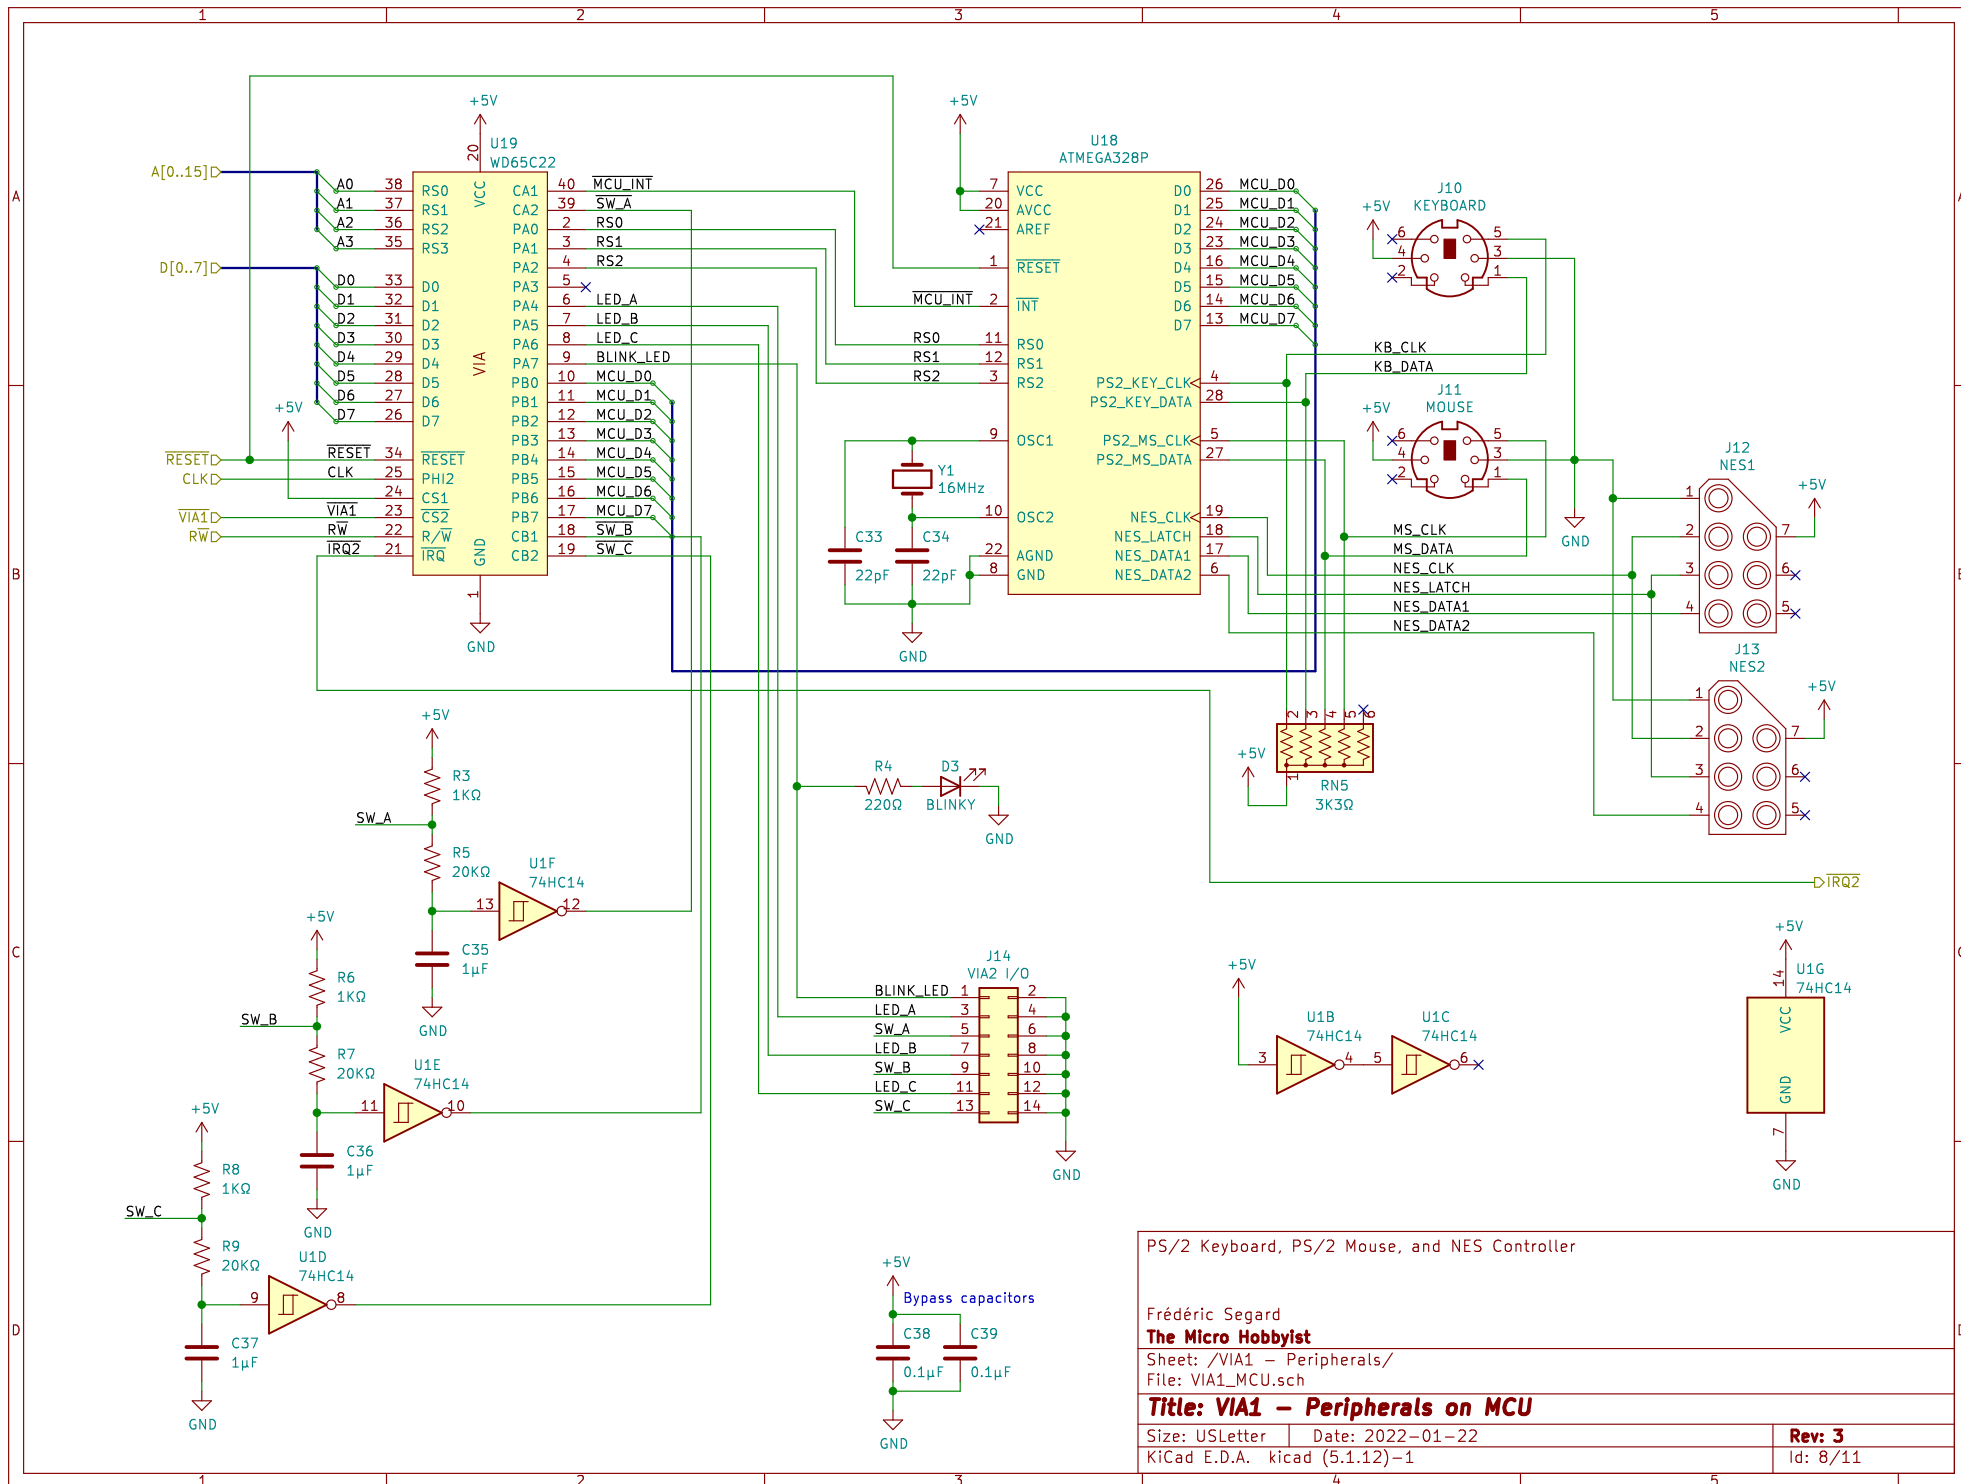 1 2 3 4 5
A
B
C
D
+5V
U19
WD65C22
20
VCC
VIA
GND
1
GND
A[0..15]
A0 38 RS0
A1 37 RS1
A2 36 RS2
A3 35 RS3
D[0..7]
D0 33 D0
D1 32 D1
D2 31 D2
D3 30 D3
D4 29 D4
D5 28 D5
D6 27 D6
D7 26 D7
+5V
RESET RESET 34 RESET
CLK CLK 25 PHI2
24 CS1
VIA1 VIA1 23 CS2
RW RW 22 R/W
IRQ2 21 IRQ
CA1 40 MCU_INT
CA2 39 SW_A
PA0 2 RS0
PA1 3 RS1
PA2 4 RS2
PA3 5
PA4 6 LED_A
PA5 7 LED_B
PA6 8 LED_C
PA7 9 BLINK_LED
PB0 10 MCU_D0
PB1 11 MCU_D1
PB2 12 MCU_D2
PB3 13 MCU_D3
PB4 14 MCU_D4
PB5 15 MCU_D5
PB6 16 MCU_D6
PB7 17 MCU_D7
CB1 18 SW_B
CB2 19 SW_C
+5V
U18
ATMEGA328P
7 VCC
20 AVCC
21 AREF
1 RESET
MCU_INT 2 INT
RS0 11 RS0
RS1 12 RS1
RS2 3 RS2
9 OSC1
10 OSC2
22 AGND
8 GND
Y1
16MHz
C33
22pF
C34
22pF
GND
D0 26 MCU_D0
D1 25 MCU_D1
D2 24 MCU_D2
D3 23 MCU_D3
D4 16 MCU_D4
D5 15 MCU_D5
D6 14 MCU_D6
D7 13 MCU_D7
PS2_KEY_CLK 4
PS2_KEY_DATA 28
PS2_MS_CLK 5
PS2_MS_DATA 27
NES_CLK 19
NES_LATCH 18
NES_DATA1 17
NES_DATA2 6
J10
KEYBOARD
+5V
6 5
4 3
2 1
KB_CLK
KB_DATA
J11
MOUSE
+5V
6 5
4 3
2 1
GND
MS_CLK
MS_DATA
NES_CLK
NES_LATCH
NES_DATA1
NES_DATA2
J12
NES1
+5V
1
2 7
3 6
4 5
J13
NES2
+5V
1
2 7
3 6
4 5
2 3 4 5 6
+5V
1
RN5
3K3Ω
IRQ2
R4
220Ω
D3
BLINKY
GND
+5V
R3
1KΩ
SW_A
R5
20KΩ
U1F
74HC14
13 12
C35
1µF
GND
+5V
R6
1KΩ
SW_B
R7
20KΩ
U1E
74HC14
11 10
C36
1µF
GND
+5V
R8
1KΩ
SW_C
R9
20KΩ
U1D
74HC14
9 8
C37
1µF
GND
J14
VIA2 I/O
BLINK_LED 1 2
LED_A 3 4
SW_A 5 6
LED_B 7 8
SW_B 9 10
LED_C 11 12
SW_C 13 14
GND
+5V
U1B
74HC14
3 4
U1C
74HC14
5 6
+5V
14
U1G
74HC14
VCC
GND
7
GND
+5V
Bypass capacitors
C38
0.1µF
C39
0.1µF
GND
PS/2 Keyboard, PS/2 Mouse, and NES Controller
Frédéric Segard
The Micro Hobbyist
Sheet: /VIA1 - Peripherals/
File: VIA1_MCU.sch
Title: VIA1 - Peripherals on MCU
Size: USLetter Date: 2022-01-22 Rev: 3
KiCad E.D.A. kicad (5.1.12)-1 Id: 8/11
1 2 3 4 5